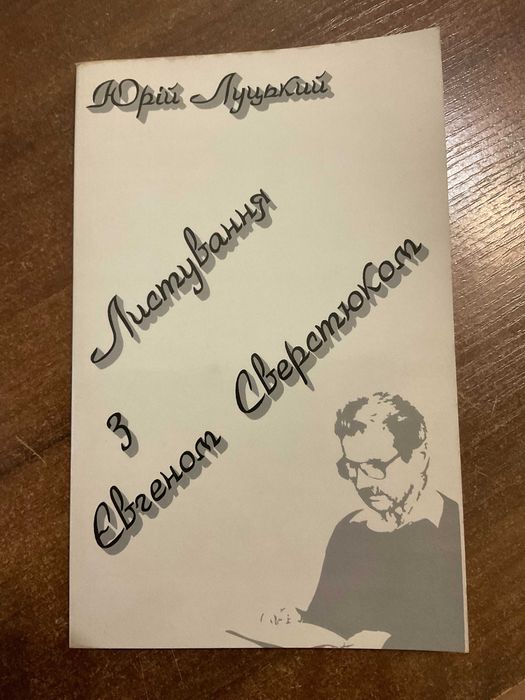 Юрій Луцький
Листування
з
Євгеном Сверстюком